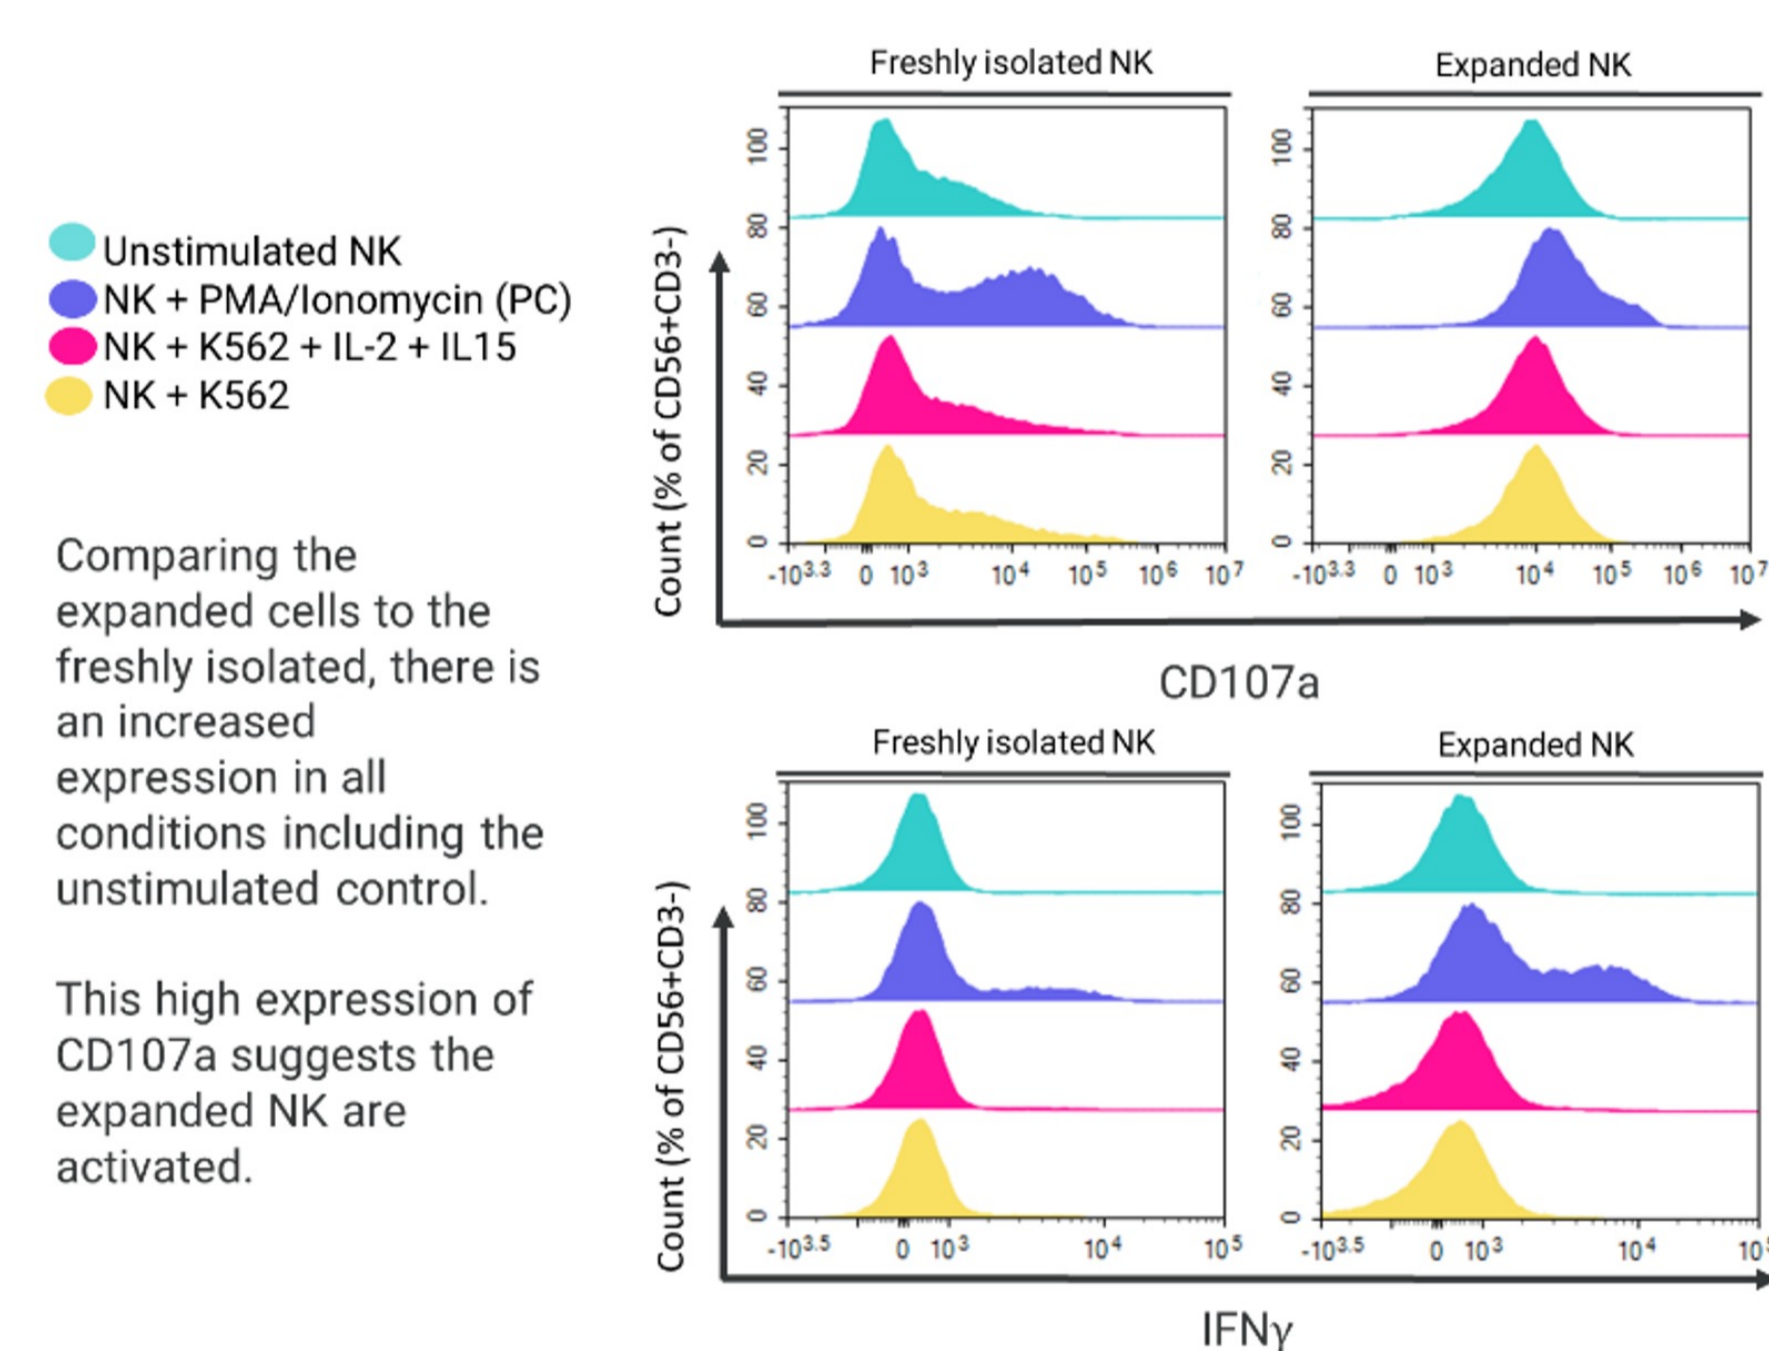 Unstimulated NK
NK + PMA/Ionomycin (PC)
NK + K562 + IL-2 + IL15
NK + K562
Comparing the
expanded cells to the
freshly isolated, there is
an increased
expression in all
conditions including the
unstimulated control.
This high expression of
CD107a suggests the
expanded NK are
activated.
Freshly isolated NK
Expanded NK
Count (% of CD56+CD3-)
100
80
60
40
20
0
-10^3.3 0 10^3 10^4 10^5 10^6 10^7
100
80
60
40
20
0
-10^3.3 0 10^3 10^4 10^5 10^6 10^7
CD107a
Freshly isolated NK
Expanded NK
Count (% of CD56+CD3-)
100
80
60
40
20
0
-10^3.5 0 10^3 10^4 10^5
100
80
60
40
20
0
-10^3.5 0 10^3 10^4 10^5
IFNγ